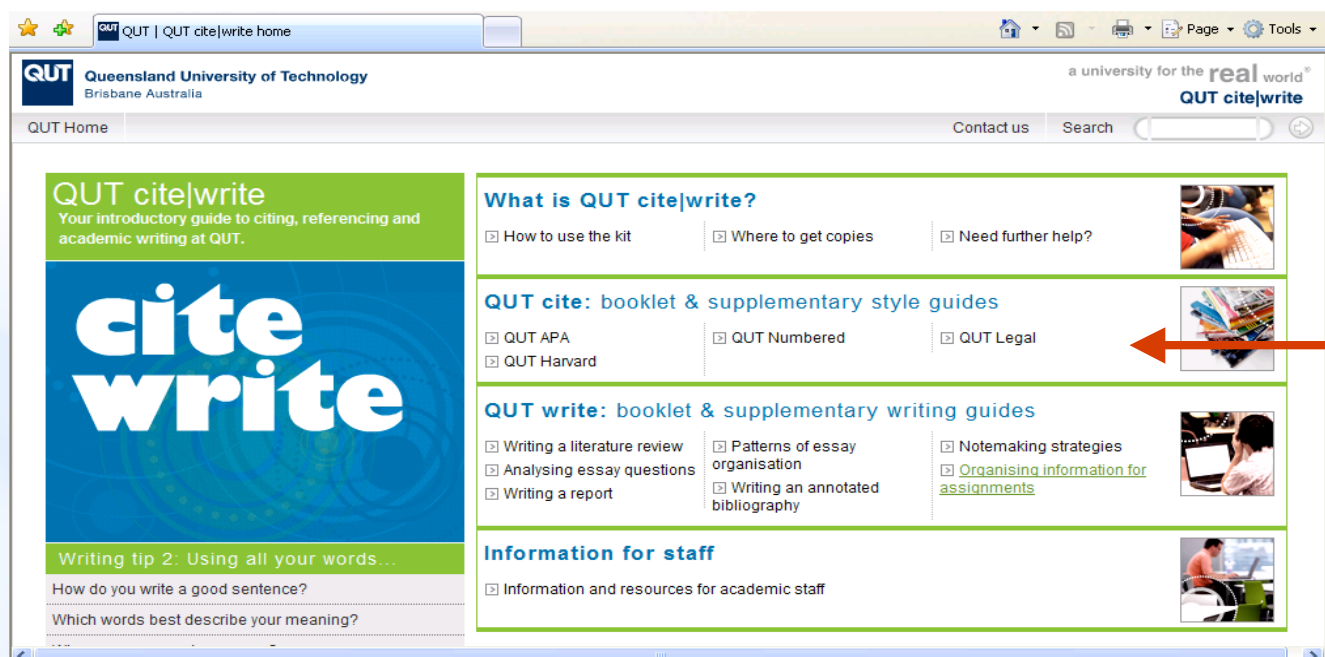 QUT QUT | QUT cite|write home
Page Tools
QUT Queensland University of Technology
Brisbane Australia
a university for the real world®
QUT cite|write
QUT Home
Contact us
Search
QUT cite|write
Your introductory guide to citing, referencing and
academic writing at QUT.
cite
write
Writing tip 2: Using all your words...
How do you write a good sentence?
Which words best describe your meaning?
What is QUT cite|write?
How to use the kit
Where to get copies
Need further help?
QUT cite: booklet & supplementary style guides
QUT APA
QUT Harvard
QUT Numbered
QUT Legal
QUT write: booklet & supplementary writing guides
Writing a literature review
Analysing essay questions
Writing a report
Patterns of essay
organisation
Writing an annotated
bibliography
Notemaking strategies
Organising information for
assignments
Information for staff
Information and resources for academic staff